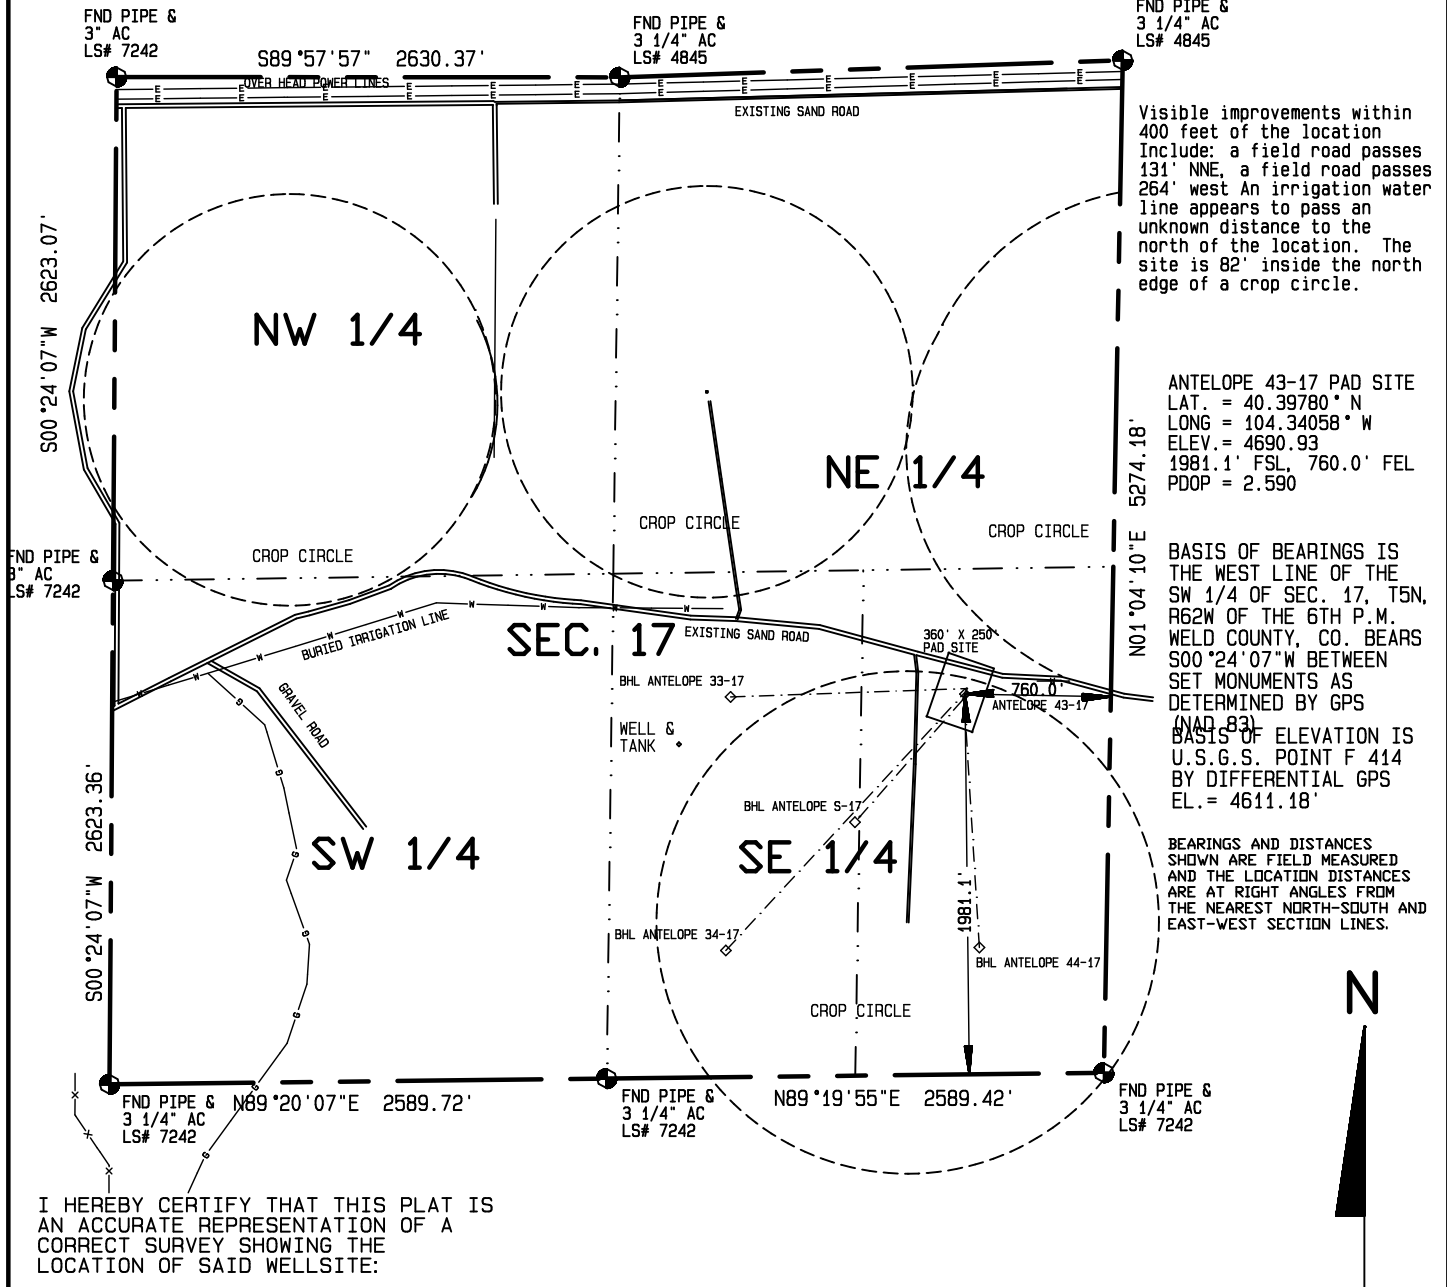 FND PIPE &
3" AC
LS# 7242
S89°57'57" 2630.37'
FND PIPE &
3 1/4" AC
LS# 4845
FND PIPE &
3 1/4" AC
LS# 4845
OVER HEAD POWER LINES
E E E E E E E E E E E E
E E E E E E E E E E E E
EXISTING SAND ROAD
Visible improvements within
400 feet of the location
Include: a field road passes
131' NNE, a field road passes
264' west An irrigation water
line appears to pass an
unknown distance to the
north of the location. The
site is 82' inside the north
edge of a crop circle.
S00°24'07"W 2623.07'
NW 1/4
NE 1/4
CROP CIRCLE
CROP CIRCLE
CROP CIRCLE
N01°04'10"E 5274.18'
ANTELOPE 43-17 PAD SITE
LAT. = 40.39780° N
LONG = 104.34058° W
ELEV.= 4690.93
1981.1' FSL, 760.0' FEL
PDOP = 2.590
FND PIPE &
3" AC
LS# 7242
BASIS OF BEARINGS IS
THE WEST LINE OF THE
SW 1/4 OF SEC. 17, T5N,
R62W OF THE 6TH P.M.
WELD COUNTY, CO. BEARS
S00°24'07"W BETWEEN
SET MONUMENTS AS
DETERMINED BY GPS
(NAD 83)
BASIS OF ELEVATION IS
U.S.G.S. POINT F 414
BY DIFFERENTIAL GPS
EL.= 4611.18'
BEARINGS AND DISTANCES
SHOWN ARE FIELD MEASURED
AND THE LOCATION DISTANCES
ARE AT RIGHT ANGLES FROM
THE NEAREST NORTH-SOUTH AND
EAST-WEST SECTION LINES.
W W W W W W W W W
BURIED IRRIGATION LINE
SEC. 17
EXISTING SAND ROAD
360' X 250'
PAD SITE
BHL ANTELOPE 33-17
760.0'
ANTELOPE 43-17
GRAVEL ROAD
WELL &
TANK
G G G G G G G
BHL ANTELOPE S-17
SW 1/4
SE 1/4
S00°24'07"W 2623.36'
1981.1'
BHL ANTELOPE 34-17
BHL ANTELOPE 44-17
CROP CIRCLE
N
FND PIPE &
3 1/4" AC
LS# 7242
N89°20'07"E 2589.72'
FND PIPE &
3 1/4" AC
LS# 7242
N89°19'55"E 2589.42'
FND PIPE &
3 1/4" AC
LS# 7242
X X X
I HEREBY CERTIFY THAT THIS PLAT IS
AN ACCURATE REPRESENTATION OF A
CORRECT SURVEY SHOWING THE
LOCATION OF SAID WELLSITE: